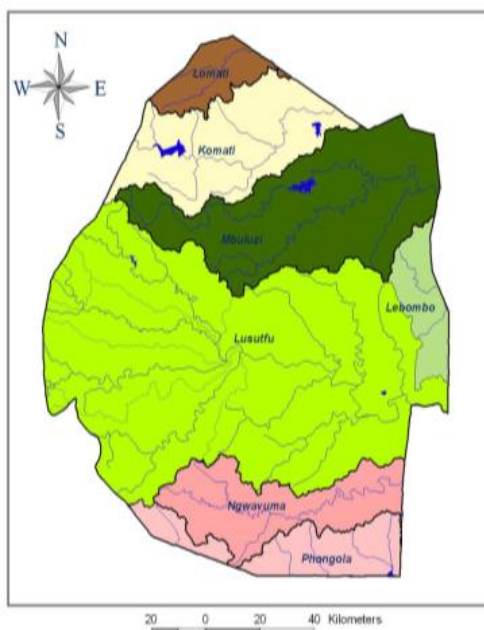 N
W E
S
Lomati
Komati
Mbuluzi
Lebombo
Lusutfu
Ngwavuma
Phongola
20 0 20 40 Kilometers